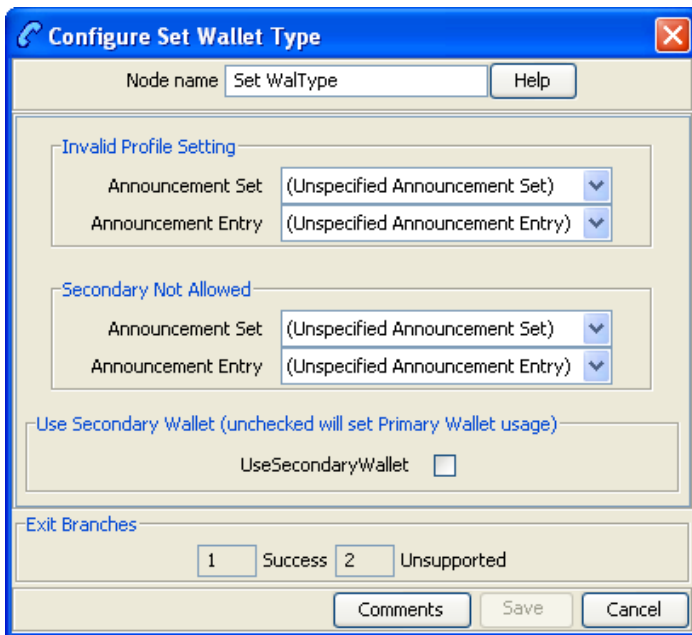 Configure Set Wallet Type
Node name Set WalType Help
Invalid Profile Setting
Announcement Set (Unspecified Announcement Set)
Announcement Entry (Unspecified Announcement Entry)
Secondary Not Allowed
Announcement Set (Unspecified Announcement Set)
Announcement Entry (Unspecified Announcement Entry)
Use Secondary Wallet (unchecked will set Primary Wallet usage)
UseSecondaryWallet
Exit Branches
1 Success 2 Unsupported
Comments Save Cancel